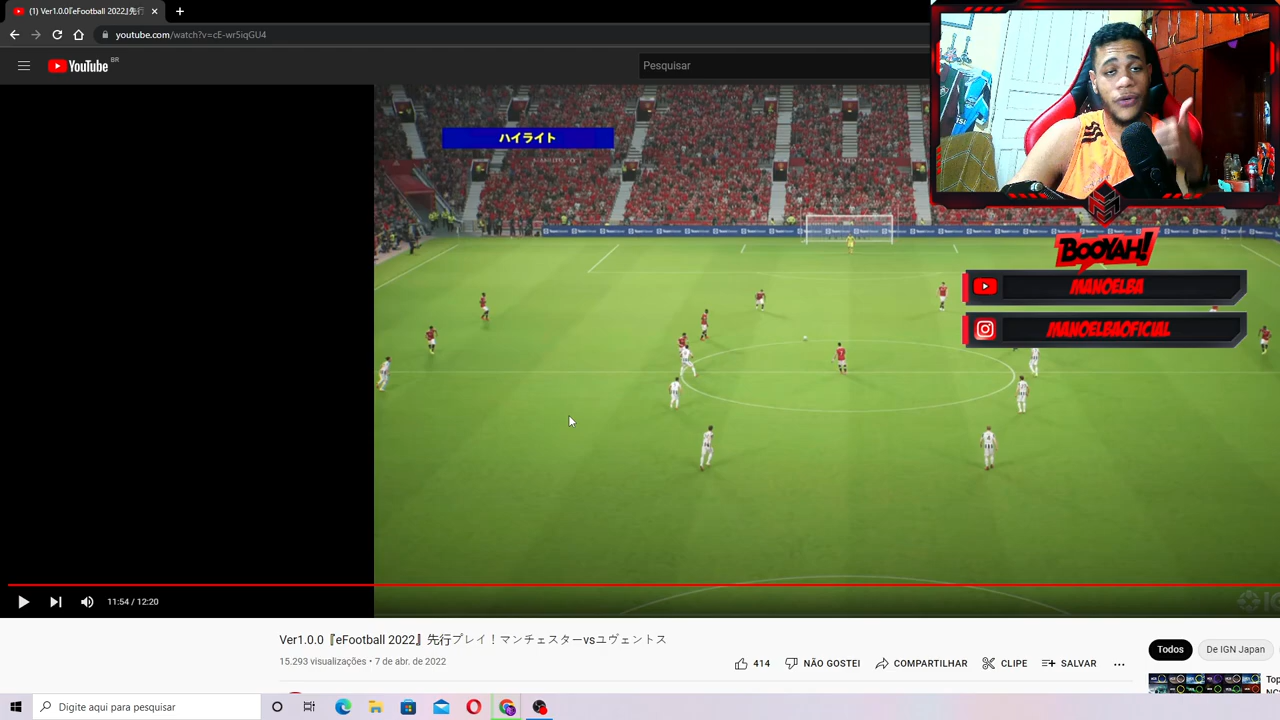 (1) Ver1.0.0『eFootball 2022』先行
youtube.com/watch?v=cE-wr5iqGU4
YouTube BR
Pesquisar
ハイライト
BOOYAH!
MANOELBA
MANOELBAOFICIAL
11:54 / 12:20
Ver1.0.0『eFootball 2022』先行プレイ！マンチェスターvsユヴェントス
15.293 visualizações • 7 de abr. de 2022
414 NÃO GOSTEI COMPARTILHAR CLIPE SALVAR
Todos De IGN Japan
Top
Digite aqui para pesquisar